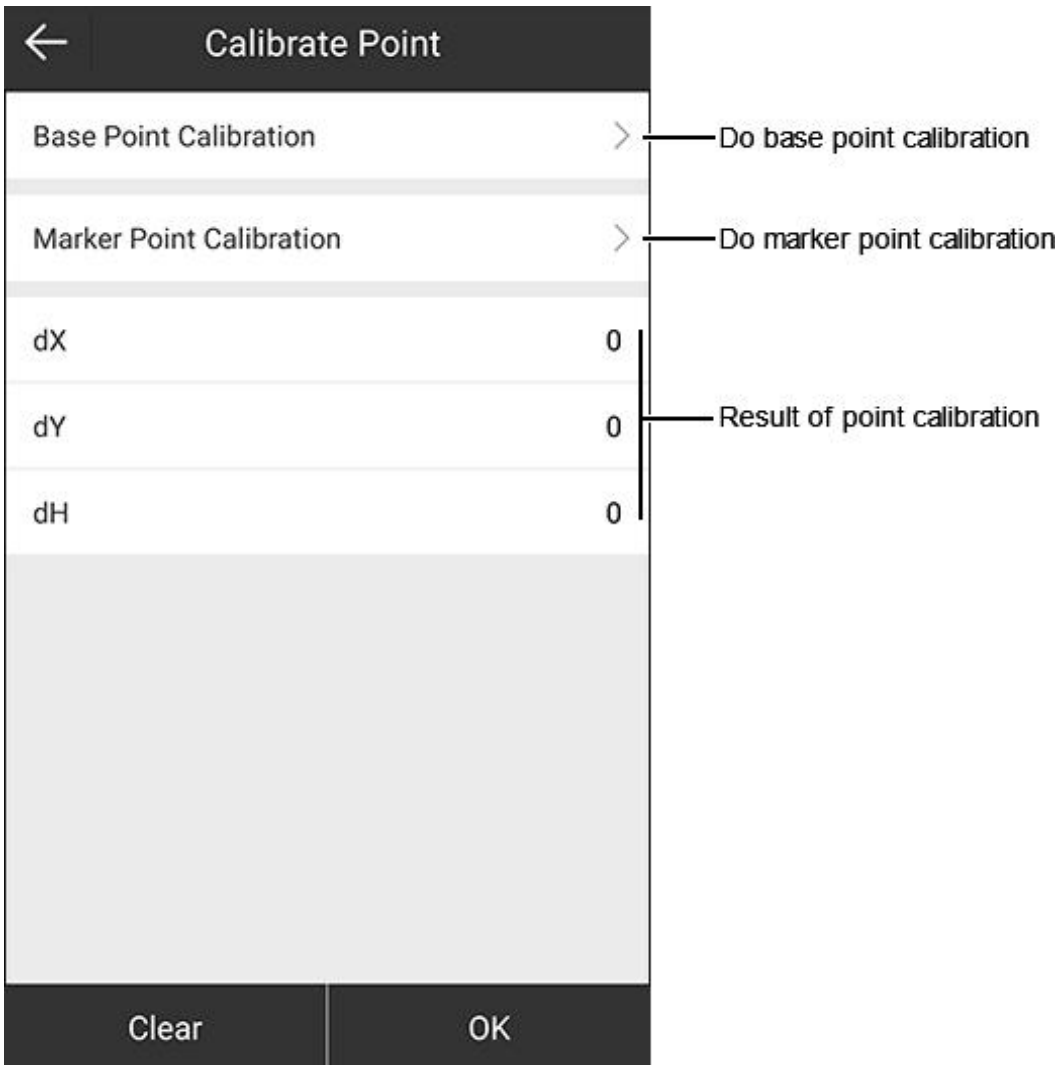 Calibrate Point
Base Point Calibration
Do base point calibration
Marker Point Calibration
Do marker point calibration
dX 0
dY 0
Result of point calibration
dH 0
Clear OK